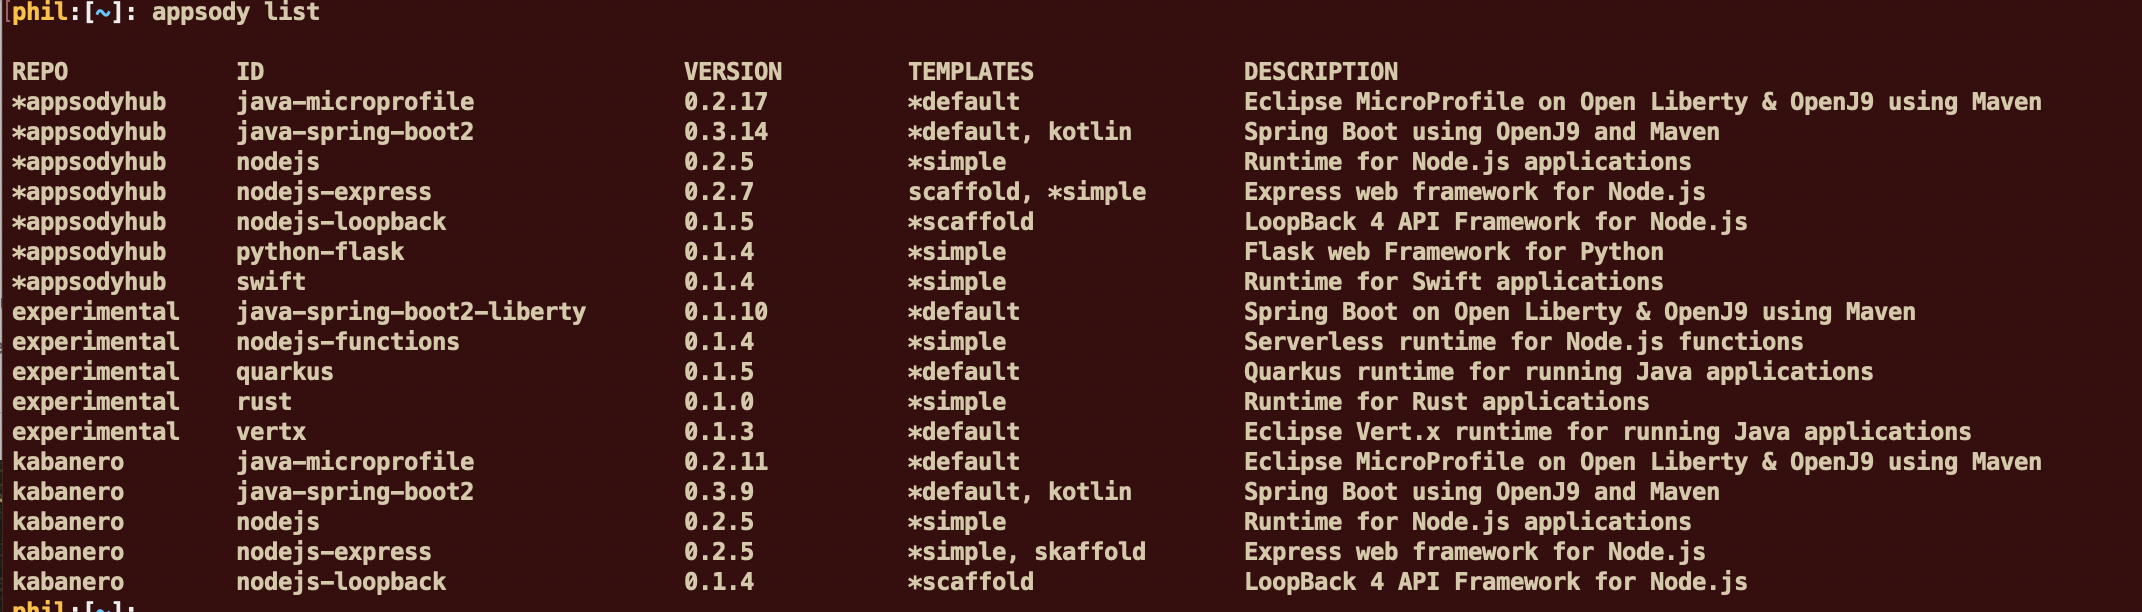 phil:[~]: appsody list
REPO ID VERSION TEMPLATES DESCRIPTION
*appsodyhub java-microprofile 0.2.17 *default Eclipse MicroProfile on Open Liberty & OpenJ9 using Maven
*appsodyhub java-spring-boot2 0.3.14 *default, kotlin Spring Boot using OpenJ9 and Maven
*appsodyhub nodejs 0.2.5 *simple Runtime for Node.js applications
*appsodyhub nodejs-express 0.2.7 scaffold, *simple Express web framework for Node.js
*appsodyhub nodejs-loopback 0.1.5 *scaffold LoopBack 4 API Framework for Node.js
*appsodyhub python-flask 0.1.4 *simple Flask web Framework for Python
*appsodyhub swift 0.1.4 *simple Runtime for Swift applications
experimental java-spring-boot2-liberty 0.1.10 *default Spring Boot on Open Liberty & OpenJ9 using Maven
experimental nodejs-functions 0.1.4 *simple Serverless runtime for Node.js functions
experimental quarkus 0.1.5 *default Quarkus runtime for running Java applications
experimental rust 0.1.0 *simple Runtime for Rust applications
experimental vertx 0.1.3 *default Eclipse Vert.x runtime for running Java applications
kabanero java-microprofile 0.2.11 *default Eclipse MicroProfile on Open Liberty & OpenJ9 using Maven
kabanero java-spring-boot2 0.3.9 *default, kotlin Spring Boot using OpenJ9 and Maven
kabanero nodejs 0.2.5 *simple Runtime for Node.js applications
kabanero nodejs-express 0.2.5 *simple, skaffold Express web framework for Node.js
kabanero nodejs-loopback 0.1.4 *scaffold LoopBack 4 API Framework for Node.js
phil:[~]: